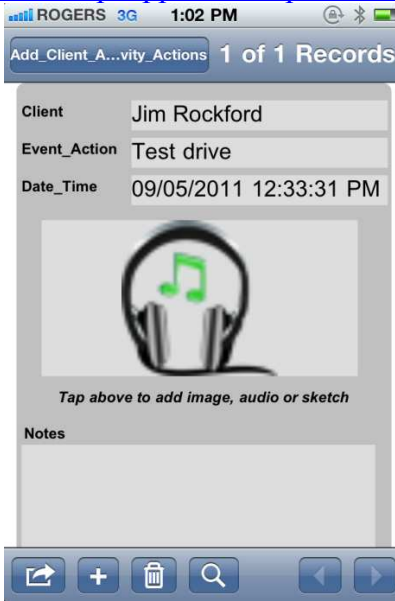 ROGERS 3G 1:02 PM
Add_Client_A...vity_Actions 1 of 1 Records
Client Jim Rockford
Event_Action Test drive
Date_Time 09/05/2011 12:33:31 PM
Tap above to add image, audio or sketch
Notes